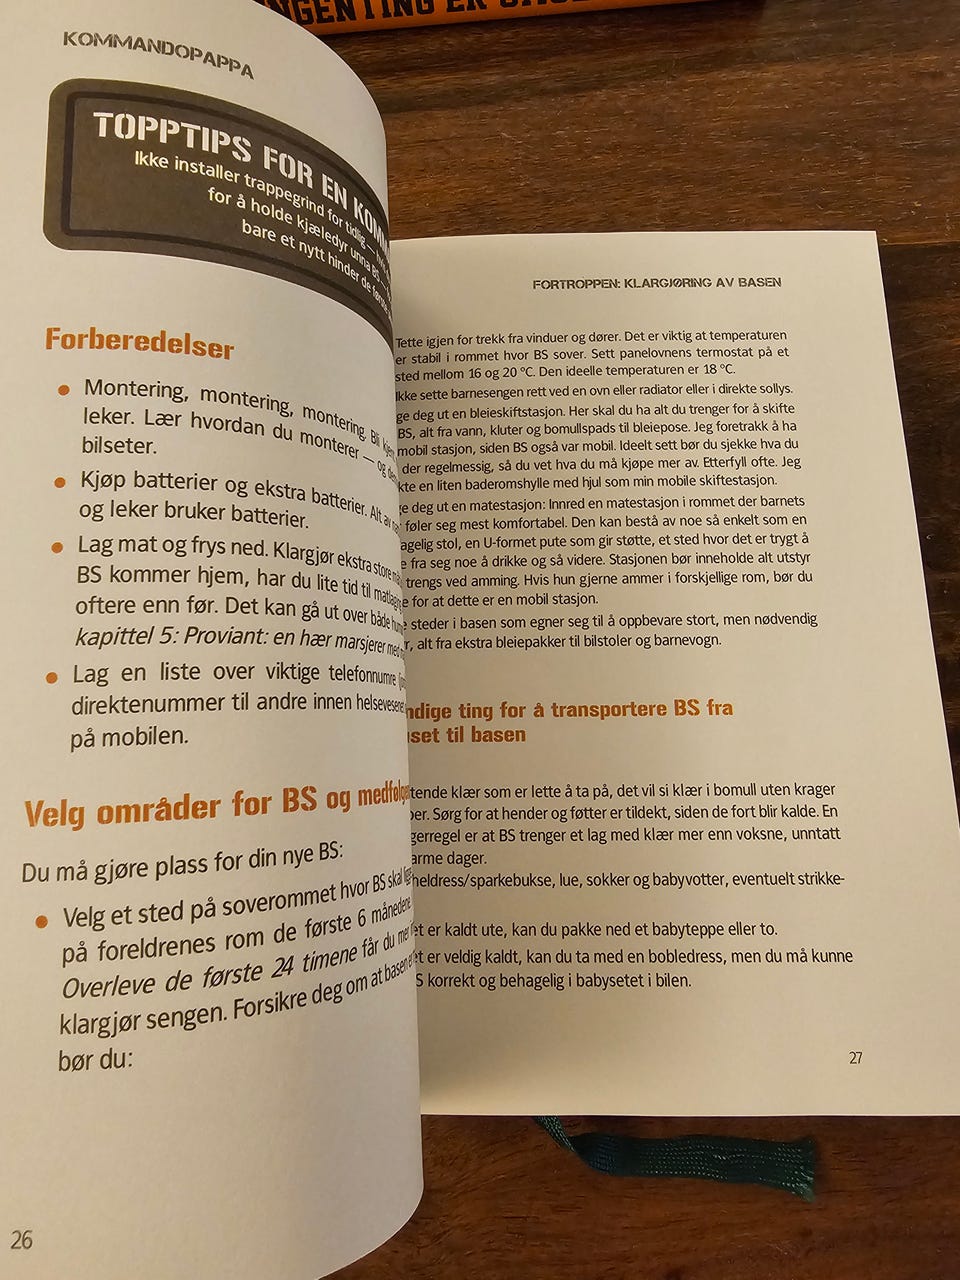 NGENTING ER
KOMMANDOPAPPA
TOPPTIPS FOR EN
Ikke installer trappegrind for tidlig —
for å holde kjæledyr unna BS —
bare et nytt hinder de første
Forberedelser
Montering, montering, montering. Bli
leker. Lær hvordan du monterer — og
bilseter.
Kjøp batterier og ekstra batterier. Alt av
og leker bruker batterier.
Lag mat og frys ned. Klargjør ekstra store
BS kommer hjem, har du lite tid til
oftere enn før. Det kan gå ut over både
kapittel 5: Proviant: en hær marsjerer med
Lag en liste over viktige telefonnumre
direktenummer til andre innen
på mobilen.
Velg områder for BS og
Du må gjøre plass for din nye BS:
Velg et sted på soverommet hvor BS skal
på foreldrenes rom de første 6 månedene.
Overleve de første 24 timene får du mer
klargjør sengen. Forsikre deg om at basen
bør du:
26
FORTROPPEN: KLARGJØRING AV BASEN
Tette igjen for trekk fra vinduer og dører. Det er viktig at temperaturen
er stabil i rommet hvor BS sover. Sett panelovnens termostat på et
sted mellom 16 og 20 °C. Den ideelle temperaturen er 18 °C.
Ikke sette barnesengen rett ved en ovn eller radiator eller i direkte sollys.
deg ut en bleieskiftstasjon. Her skal du ha alt du trenger for å skifte
BS, alt fra vann, kluter og bomullspads til bleiepose. Jeg foretrakk å ha
mobil stasjon, siden BS også var mobil. Ideelt sett bør du sjekke hva du
der regelmessig, så du vet hva du må kjøpe mer av. Etterfyll ofte. Jeg
en liten baderomshylle med hjul som min mobile skiftestasjon.
deg ut en matestasjon: Innred en matestasjon i rommet der barnets
føler seg mest komfortabel. Den kan bestå av noe så enkelt som en
stol, en U-formet pute som gir støtte, et sted hvor det er trygt å
fra seg noe å drikke og så videre. Stasjonen bør inneholde alt utstyr
trengs ved amming. Hvis hun gjerne ammer i forskjellige rom, bør du
for at dette er en mobil stasjon.
steder i basen som egner seg til å oppbevare stort, men nødvendig
alt fra ekstra bleiepakker til bilstoler og barnevogn.
ting for å transportere BS fra
til basen
klær som er lette å ta på, det vil si klær i bomull uten krager
Sørg for at hender og føtter er tildekt, siden de fort blir kalde. En
er at BS trenger et lag med klær mer enn voksne, unntatt
dager.
lue, sokker og babyvotter, eventuelt strikke-
er kaldt ute, kan du pakke ned et babyteppe eller to.
er veldig kaldt, kan du ta med en bobledress, men du må kunne
korrekt og behagelig i babysetet i bilen.
27